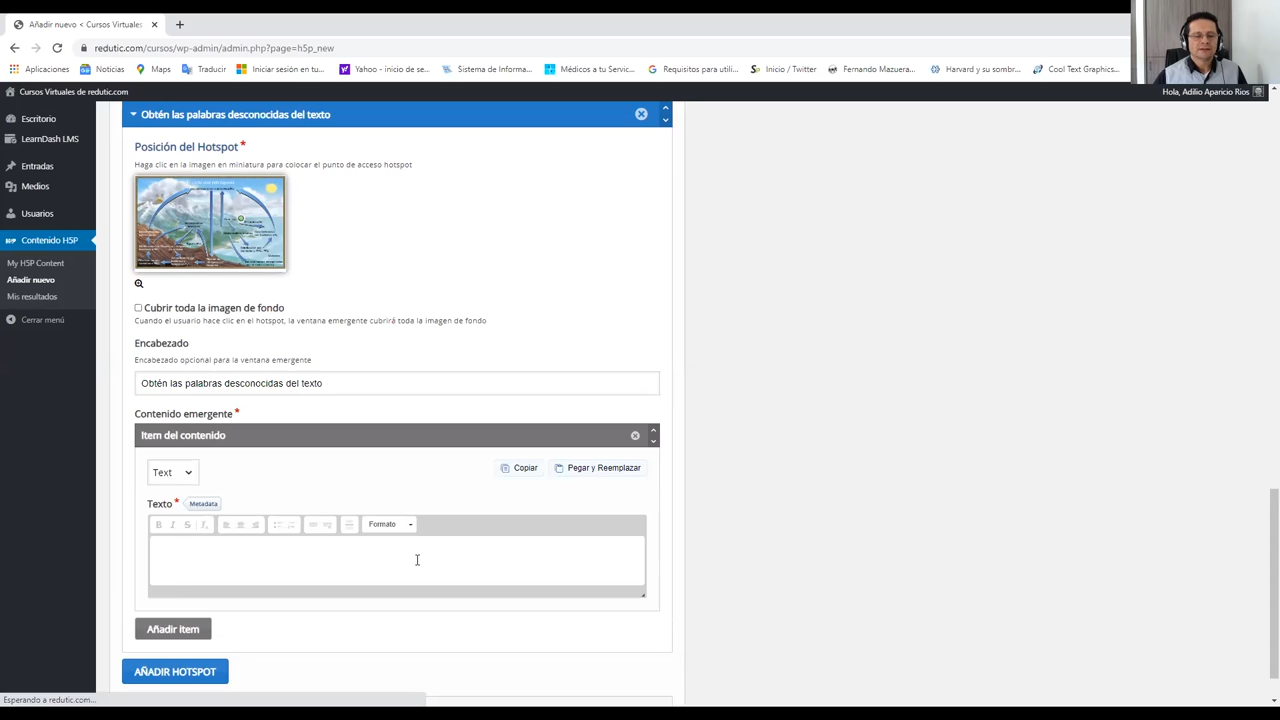 Añadir nuevo < Cursos Virtuales
redutic.com/cursos/wp-admin/admin.php?page=h5p_new
Aplicaciones
Noticias
Maps
Traducir
Iniciar sesión en tu...
Yahoo - inicio de se...
Sistema de Informa...
Médicos a tu Servic...
Requisitos para utili...
Inicio / Twitter
Fernando Mazuera...
Harvard y su sombr...
Cool Text Graphics...
Cursos Virtuales de redutic.com
Hola, Adilio Aparicio Rios
Escritorio
LearnDash LMS
Entradas
Medios
Usuarios
Contenido H5P
My H5P Content
Añadir nuevo
Mis resultados
Cerrar menú
Obtén las palabras desconocidas del texto
Posición del Hotspot *
Haga clic en la imagen en miniatura para colocar el punto de acceso hotspot
Cubrir toda la imagen de fondo
Cuando el usuario hace clic en el hotspot, la ventana emergente cubrirá toda la imagen de fondo
Encabezado
Encabezado opcional para la ventana emergente
Obtén las palabras desconocidas del texto
Contenido emergente *
Item del contenido
Text
Copiar
Pegar y Reemplazar
Texto *
Metadata
B I S Ix
Formato
Añadir item
AÑADIR HOTSPOT
Esperando a redutic.com...